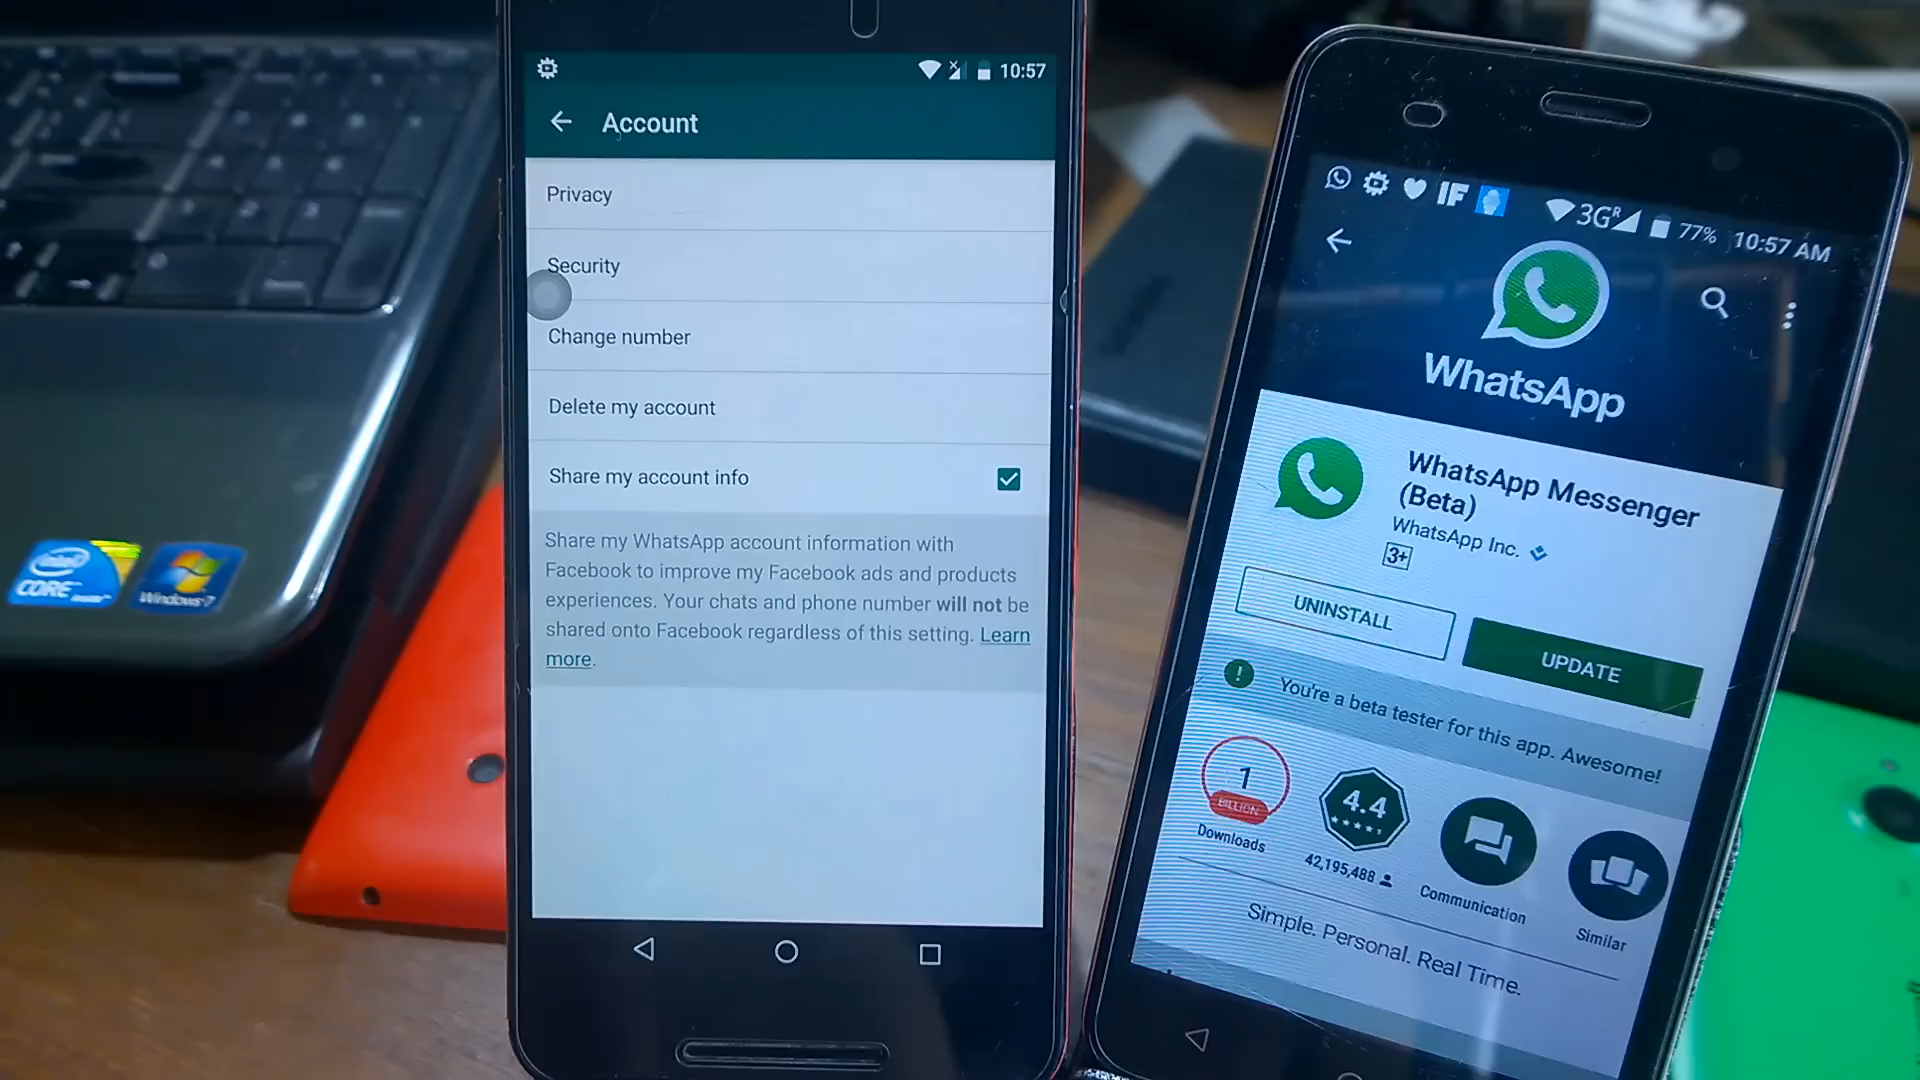 10:57
Account
Privacy
Security
Change number
Delete my account
Share my account info
Share my WhatsApp account information with
Facebook to improve my Facebook ads and products
experiences. Your chats and phone number will not be
shared onto Facebook regardless of this setting. Learn
more.
IF 3G R 77% 10:57 AM
WhatsApp
WhatsApp Messenger
(Beta)
WhatsApp Inc.
3+
UNINSTALL
UPDATE
You're a beta tester for this app. Awesome!
1
BILLION
Downloads
4.4
42,195,488
Communication
Similar
Simple. Personal. Real Time.
intel
CORE
Windows 7